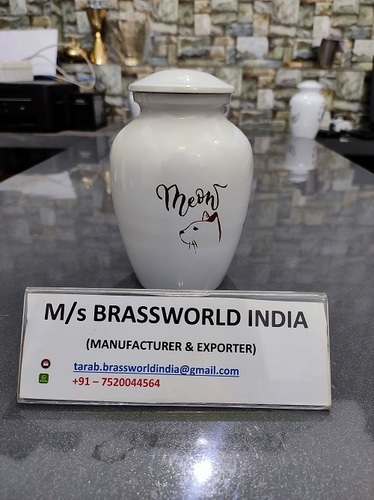 Meow
M/s BRASSWORLD INDIA
(MANUFACTURER & EXPORTER)
tarab.brassworldindia@gmail.com
+91 – 7520044564